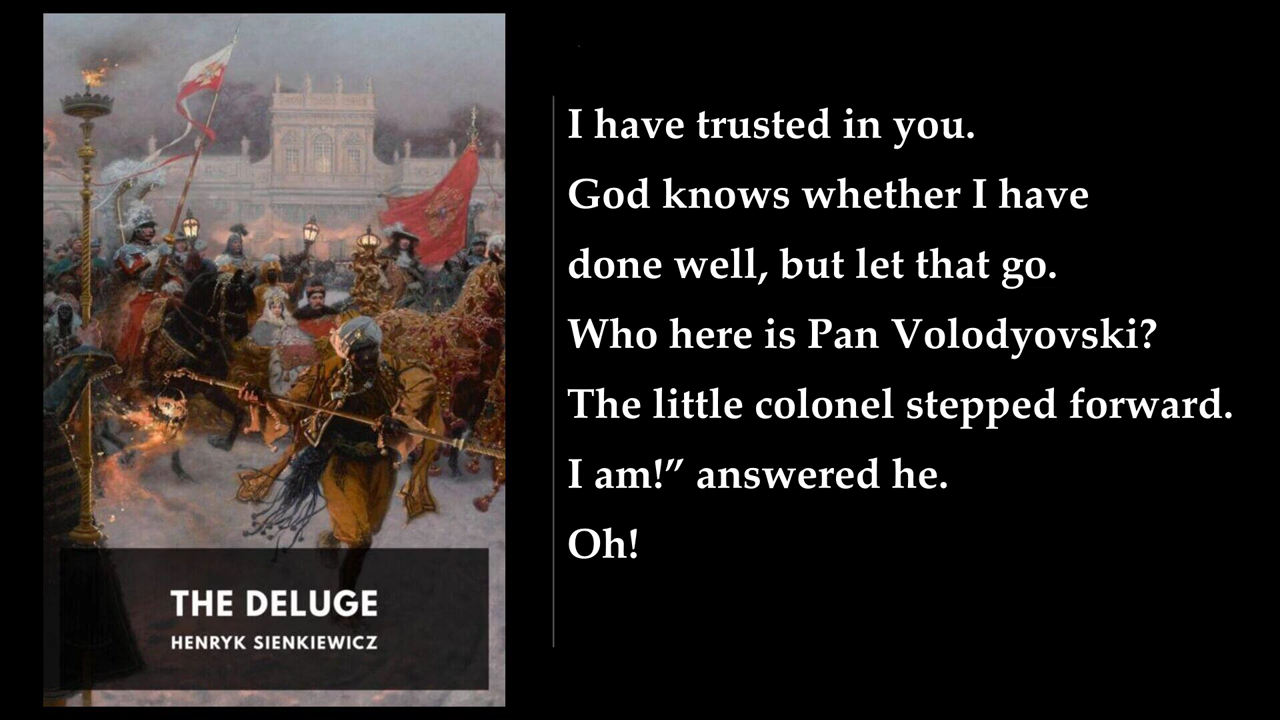 THE DELUGE
HENRYK SIENKIEWICZ
I have trusted in you.
God knows whether I have
done well, but let that go.
Who here is Pan Volodyovski?
The little colonel stepped forward.
I am!” answered he.
Oh!